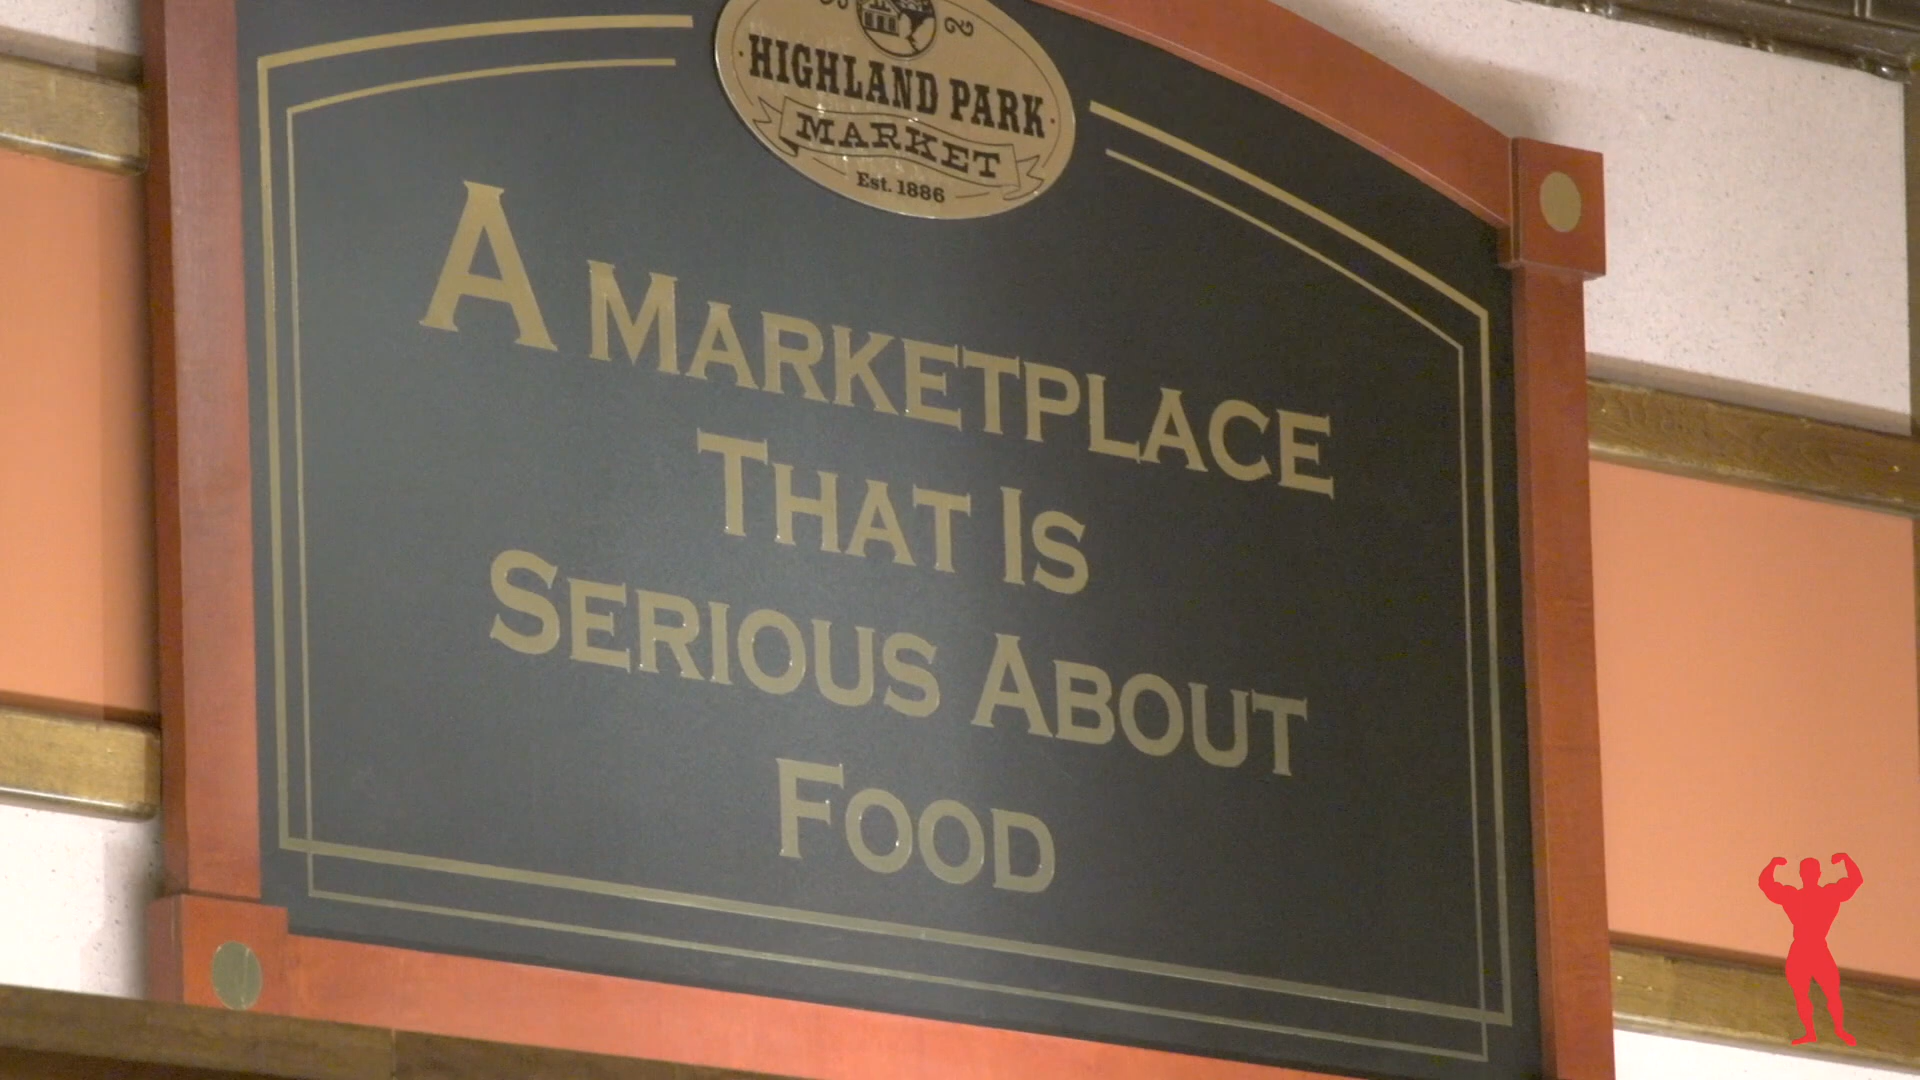 HIGHLAND PARK
MARKET
Est. 1886
A MARKETPLACE
THAT IS
SERIOUS ABOUT
FOOD